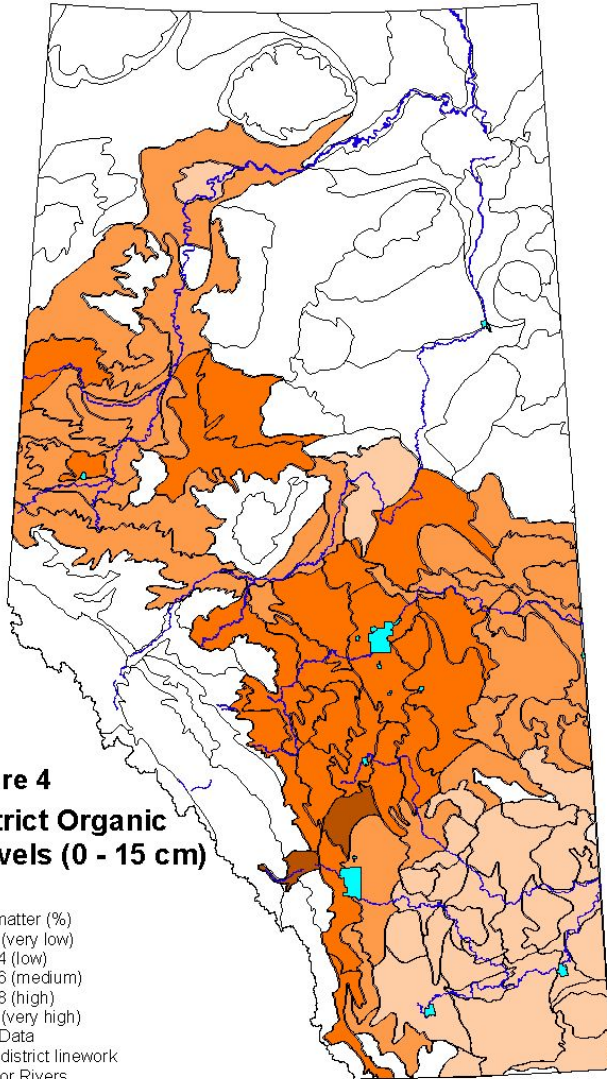 re 4
trict Organic
vels (0 - 15 cm)
matter (%)
(very low)
4 (low)
6 (medium)
8 (high)
(very high)
Data
district linework
or Rivers